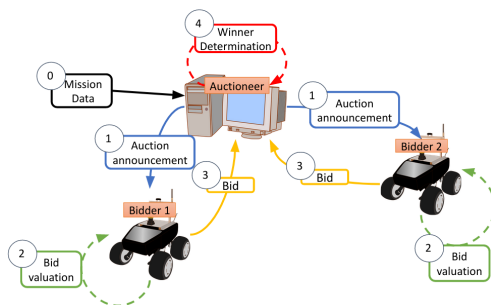 4
Winner
Determination
Auctioneer
0
Mission
Data
1
Auction
announcement
1
Auction
announcement
Bidder 2
3
Bid
3
Bid
Bidder 1
2
Bid
valuation
2
Bid
valuation